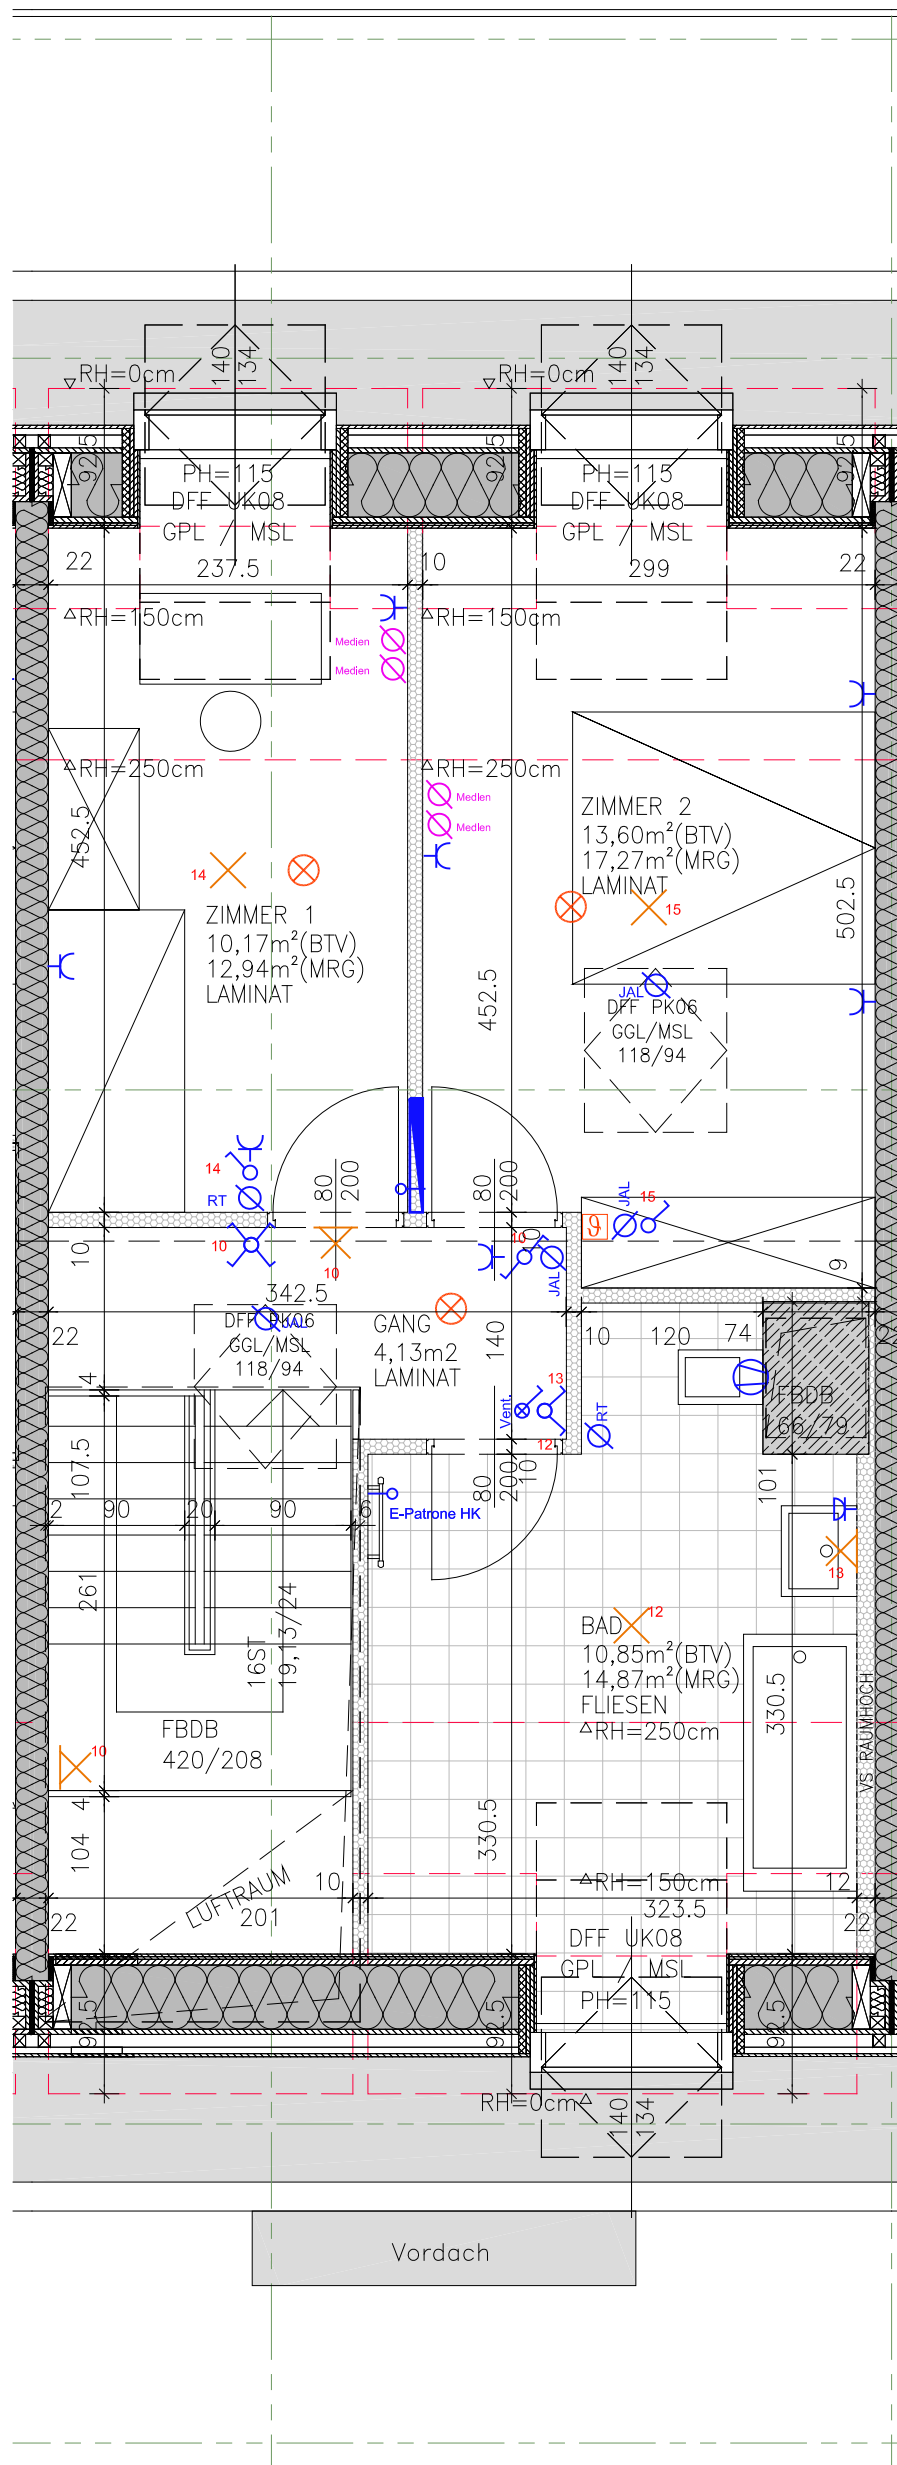 140
134
140
134
RH=0cm
RH=0cm
92.5
92.5
92.5
PH=115
DFF UK08
GPL / MSL
PH=115
DFF UK08
GPL / MSL
22
237.5
10
299
22
RH=150cm
RH=150cm
Medien
Medien
RH=250cm
RH=250cm
Medien
Medien
452.5
ZIMMER 2
13,60m²(BTV)
17,27m²(MRG)
LAMINAT
14
15
ZIMMER 1
10,17m²(BTV)
12,94m²(MRG)
LAMINAT
502.5
452.5
JAL
DFF PK06
GGL/MSL
118/94
14
RT
80
200
80
200
JAL
15
10
10
10
10
10
JAL
9
342.5
22
DFF PK06
JAL
GGL/MSL
118/94
GANG
4,13m2
LAMINAT
140
10
120
74
22
4
FBDB
166/79
13
Vent.
12
RT
107.5
80
200
10
101
2
90
20
90
6
E-Patrone HK
13
261
16ST
19,13/24
12
BAD
10,85m²(BTV)
14,87m²(MRG)
FLIESEN
RH=250cm
330.5
VS RAUMHOCH
FBDB
420/208
10
4
104
330.5
LUFTRAUM
10
RH=150cm
12
22
201
323.5
22
DFF UK08
GPL / MSL
PH=115
92.5
92.5
92.5
RH=0cm
140
134
Vordach